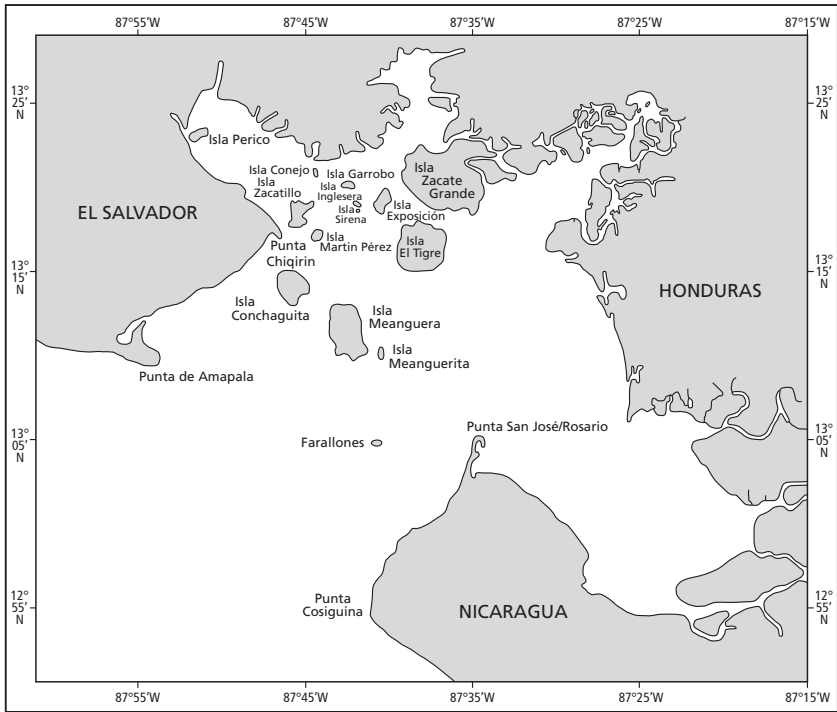 87°55'W
87°45'W
87°35'W
87°25'W
87°15'W
13°
25'
N
13°
25'
N
Isla Perico
Isla Conejo
Isla Garrobo
Isla
Zacatillo
Isla
Inglesera
Isla
Zacate
Grande
Isla
Sirena
Isla
Exposición
EL SALVADOR
Isla
Martin Pérez
Isla
El Tigre
Punta
Chiqirin
13°
15'
N
13°
15'
N
HONDURAS
Isla
Conchaguita
Isla
Meanguera
Isla
Meanguerita
Punta de Amapala
Punta San José/Rosario
13°
05'
N
13°
05'
N
Farallones
Punta
Cosiguina
NICARAGUA
12°
55'
N
12°
55'
N
87°55'W
87°45'W
87°35'W
87°25'W
87°15'W